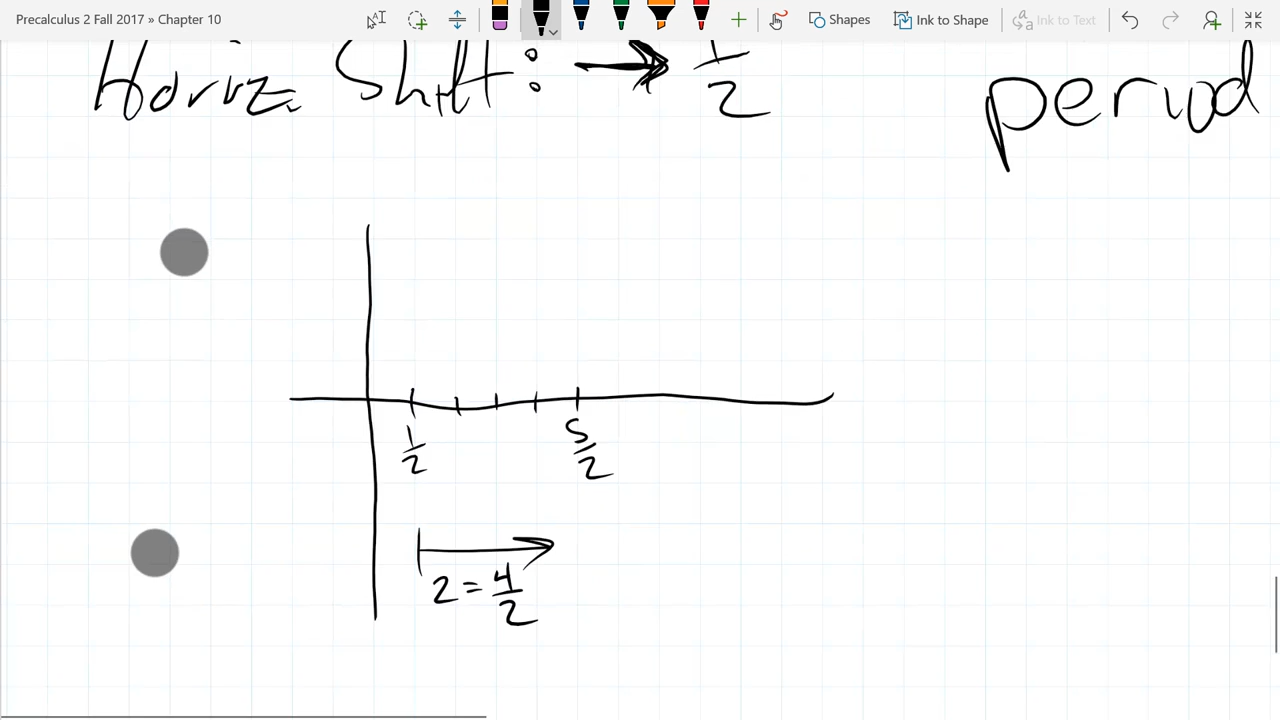 Precalculus 2 Fall 2017 » Chapter 10
Shapes
Ink to Shape
Ink to Text
Horiz. Shift: → 1/2
period
1/2
5/2
2 = 4/2